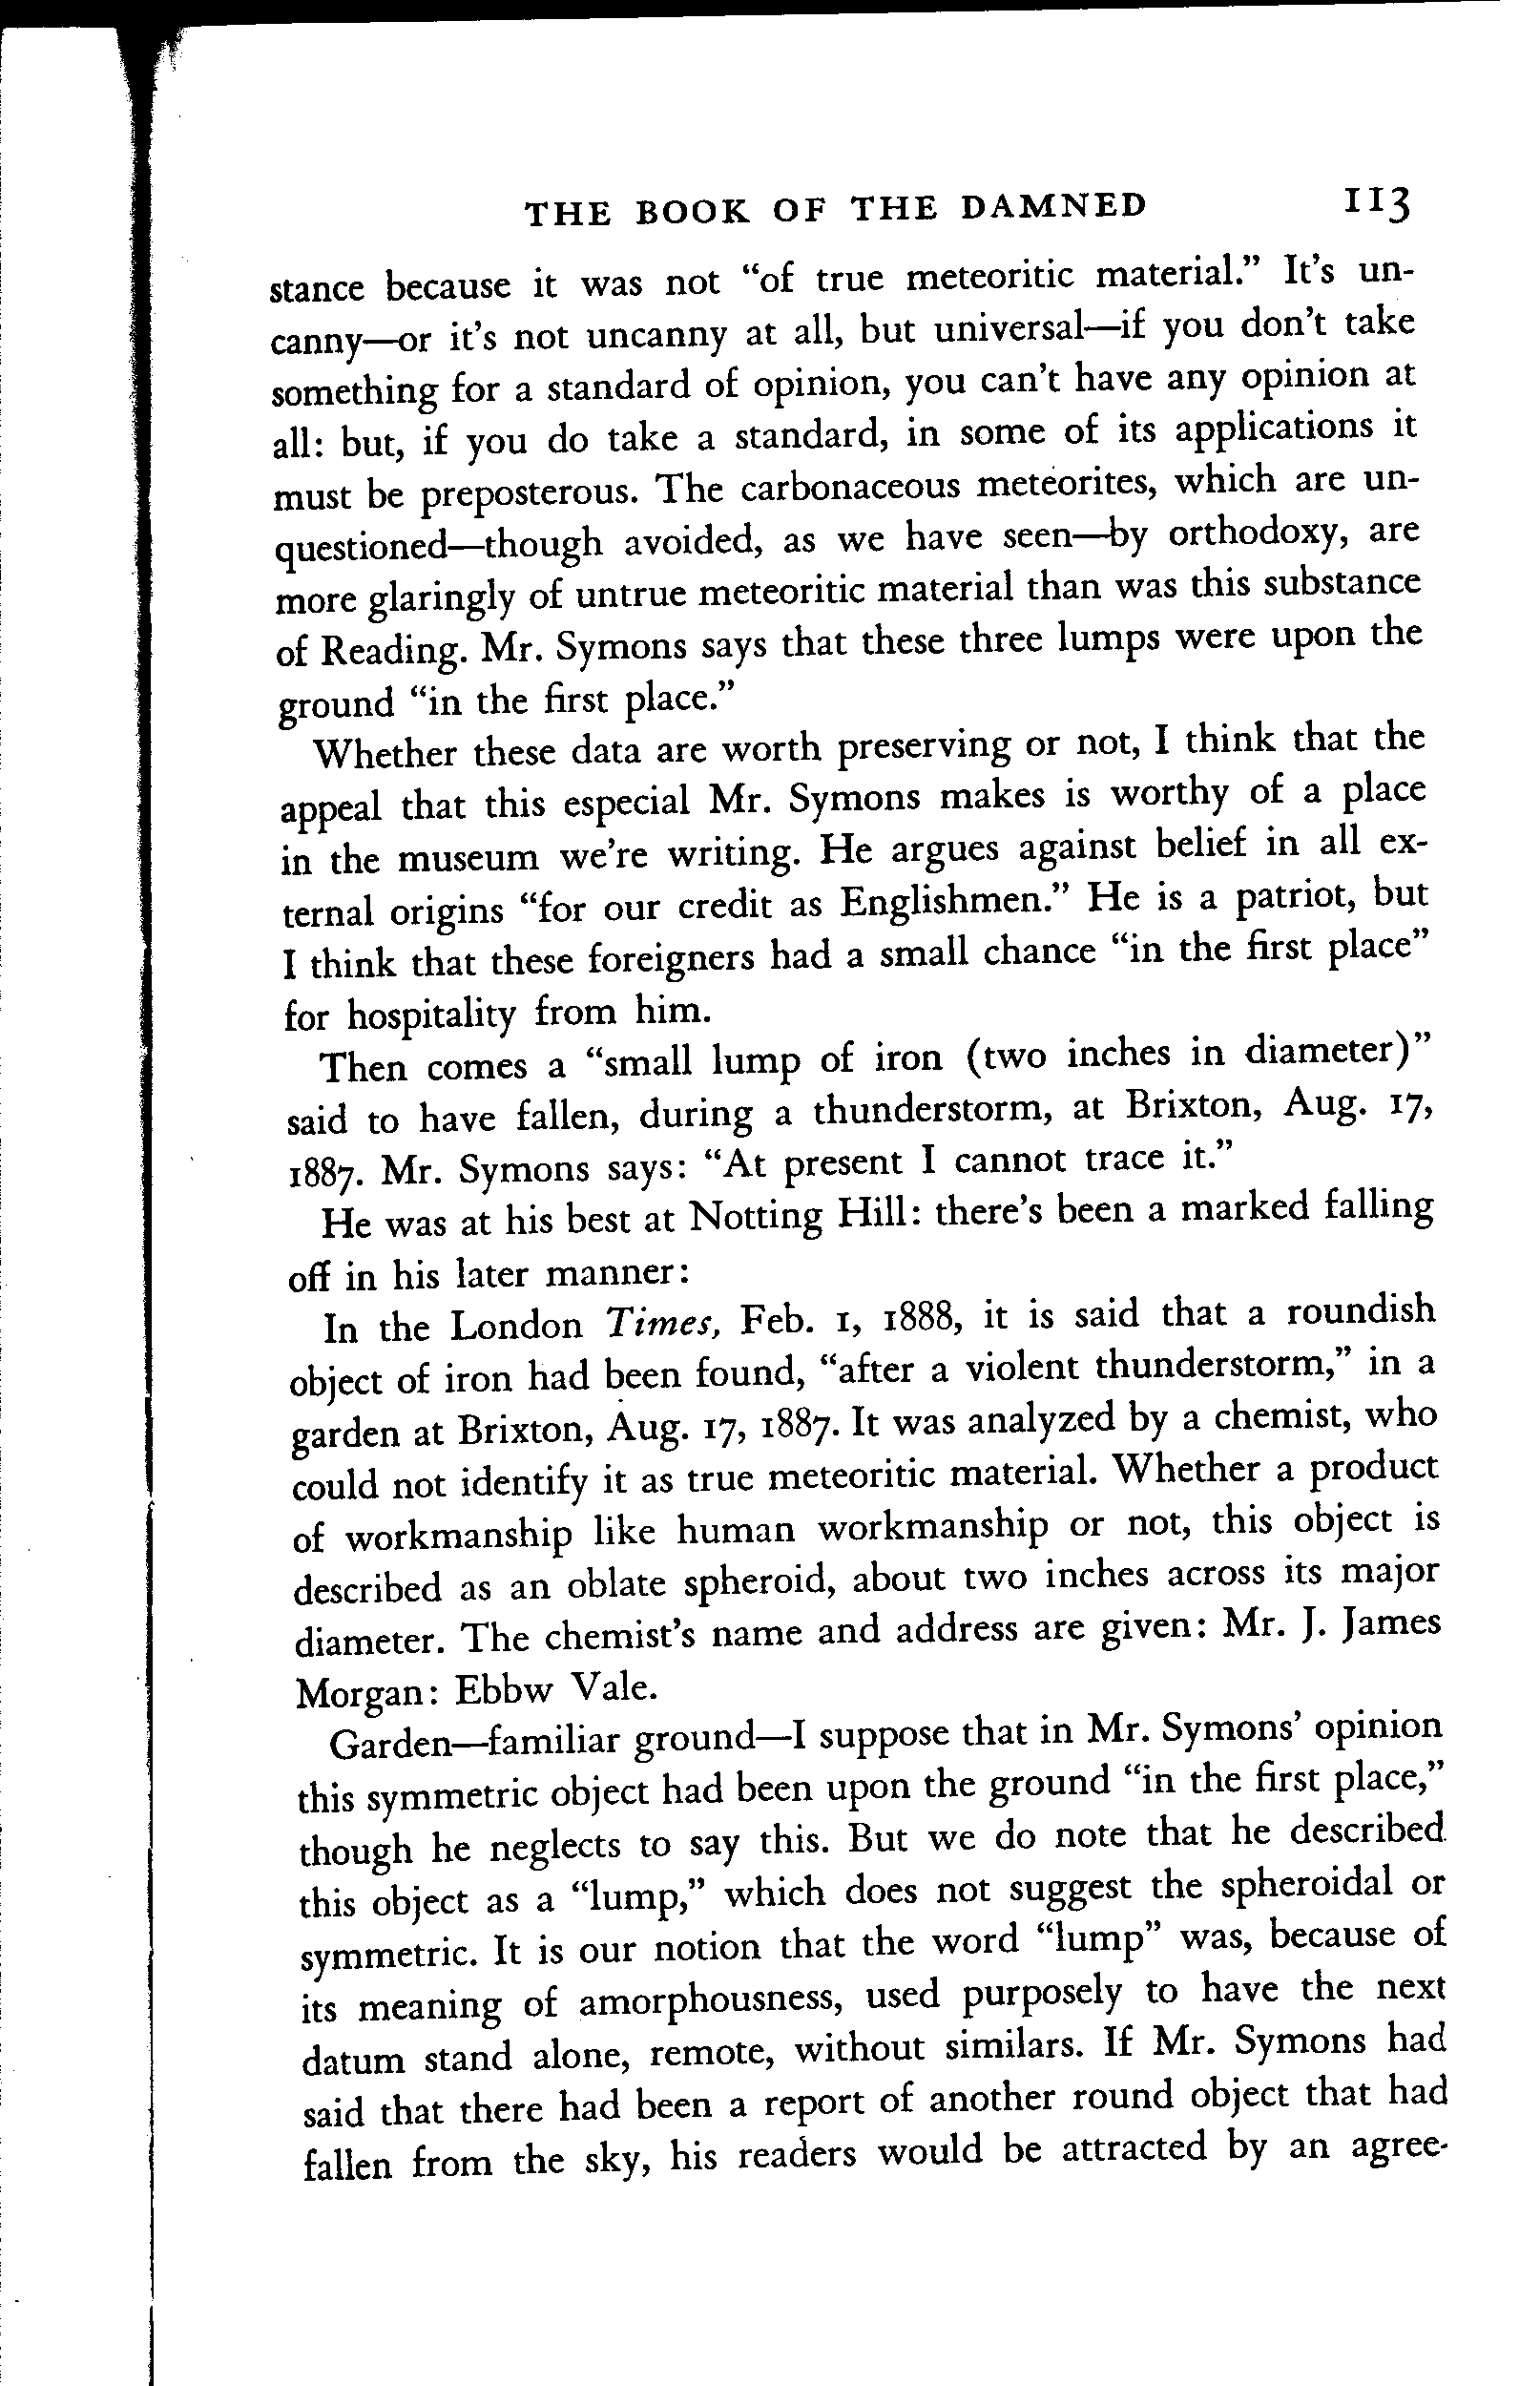 THE BOOK OF THE DAMNED 113
stance because it was not “of true meteoritic material.” It’s un-
canny—or it’s not uncanny at all, but universal—if you don’t take
something for a standard of opinion, you can’t have any opinion at
all: but, if you do take a standard, in some of its applications it
must be preposterous. The carbonaceous meteorites, which are un-
questioned—though avoided, as we have seen—by orthodoxy, are
more glaringly of untrue meteoritic material than was this substance
of Reading. Mr. Symons says that these three lumps were upon the
ground “in the first place.”
Whether these data are worth preserving or not, I think that the
appeal that this especial Mr. Symons makes is worthy of a place
in the museum we’re writing. He argues against belief in all ex-
ternal origins “for our credit as Englishmen.” He is a patriot, but
I think that these foreigners had a small chance “in the first place”
for hospitality from him.
Then comes a “small lump of iron (two inches in diameter)”
said to have fallen, during a thunderstorm, at Brixton, Aug. 17,
1887. Mr. Symons says: “At present I cannot trace it.”
He was at his best at Notting Hill: there’s been a marked falling
off in his later manner:
In the London Times, Feb. 1, 1888, it is said that a roundish
object of iron had been found, “after a violent thunderstorm,” in a
garden at Brixton, Aug. 17, 1887. It was analyzed by a chemist, who
could not identify it as true meteoritic material. Whether a product
of workmanship like human workmanship or not, this object is
described as an oblate spheroid, about two inches across its major
diameter. The chemist’s name and address are given: Mr. J. James
Morgan: Ebbw Vale.
Garden—familiar ground—I suppose that in Mr. Symons’ opinion
this symmetric object had been upon the ground “in the first place,”
though he neglects to say this. But we do note that he described
this object as a “lump,” which does not suggest the spheroidal or
symmetric. It is our notion that the word “lump” was, because of
its meaning of amorphousness, used purposely to have the next
datum stand alone, remote, without similars. If Mr. Symons had
said that there had been a report of another round object that had
fallen from the sky, his readers would be attracted by an agree-